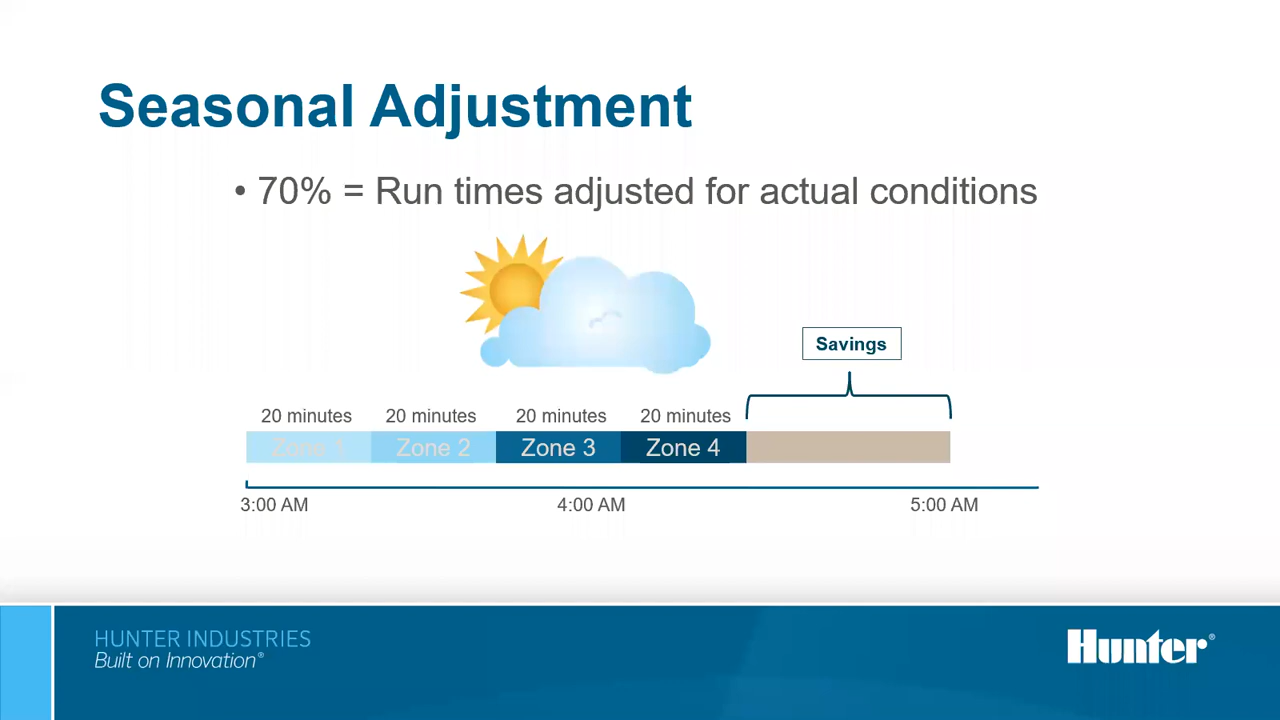 Seasonal Adjustment
• 70% = Run times adjusted for actual conditions
Savings
20 minutes 20 minutes 20 minutes 20 minutes
Zone 1 Zone 2 Zone 3 Zone 4
3:00 AM 4:00 AM 5:00 AM
HUNTER INDUSTRIES
Built on Innovation®
Hunter®